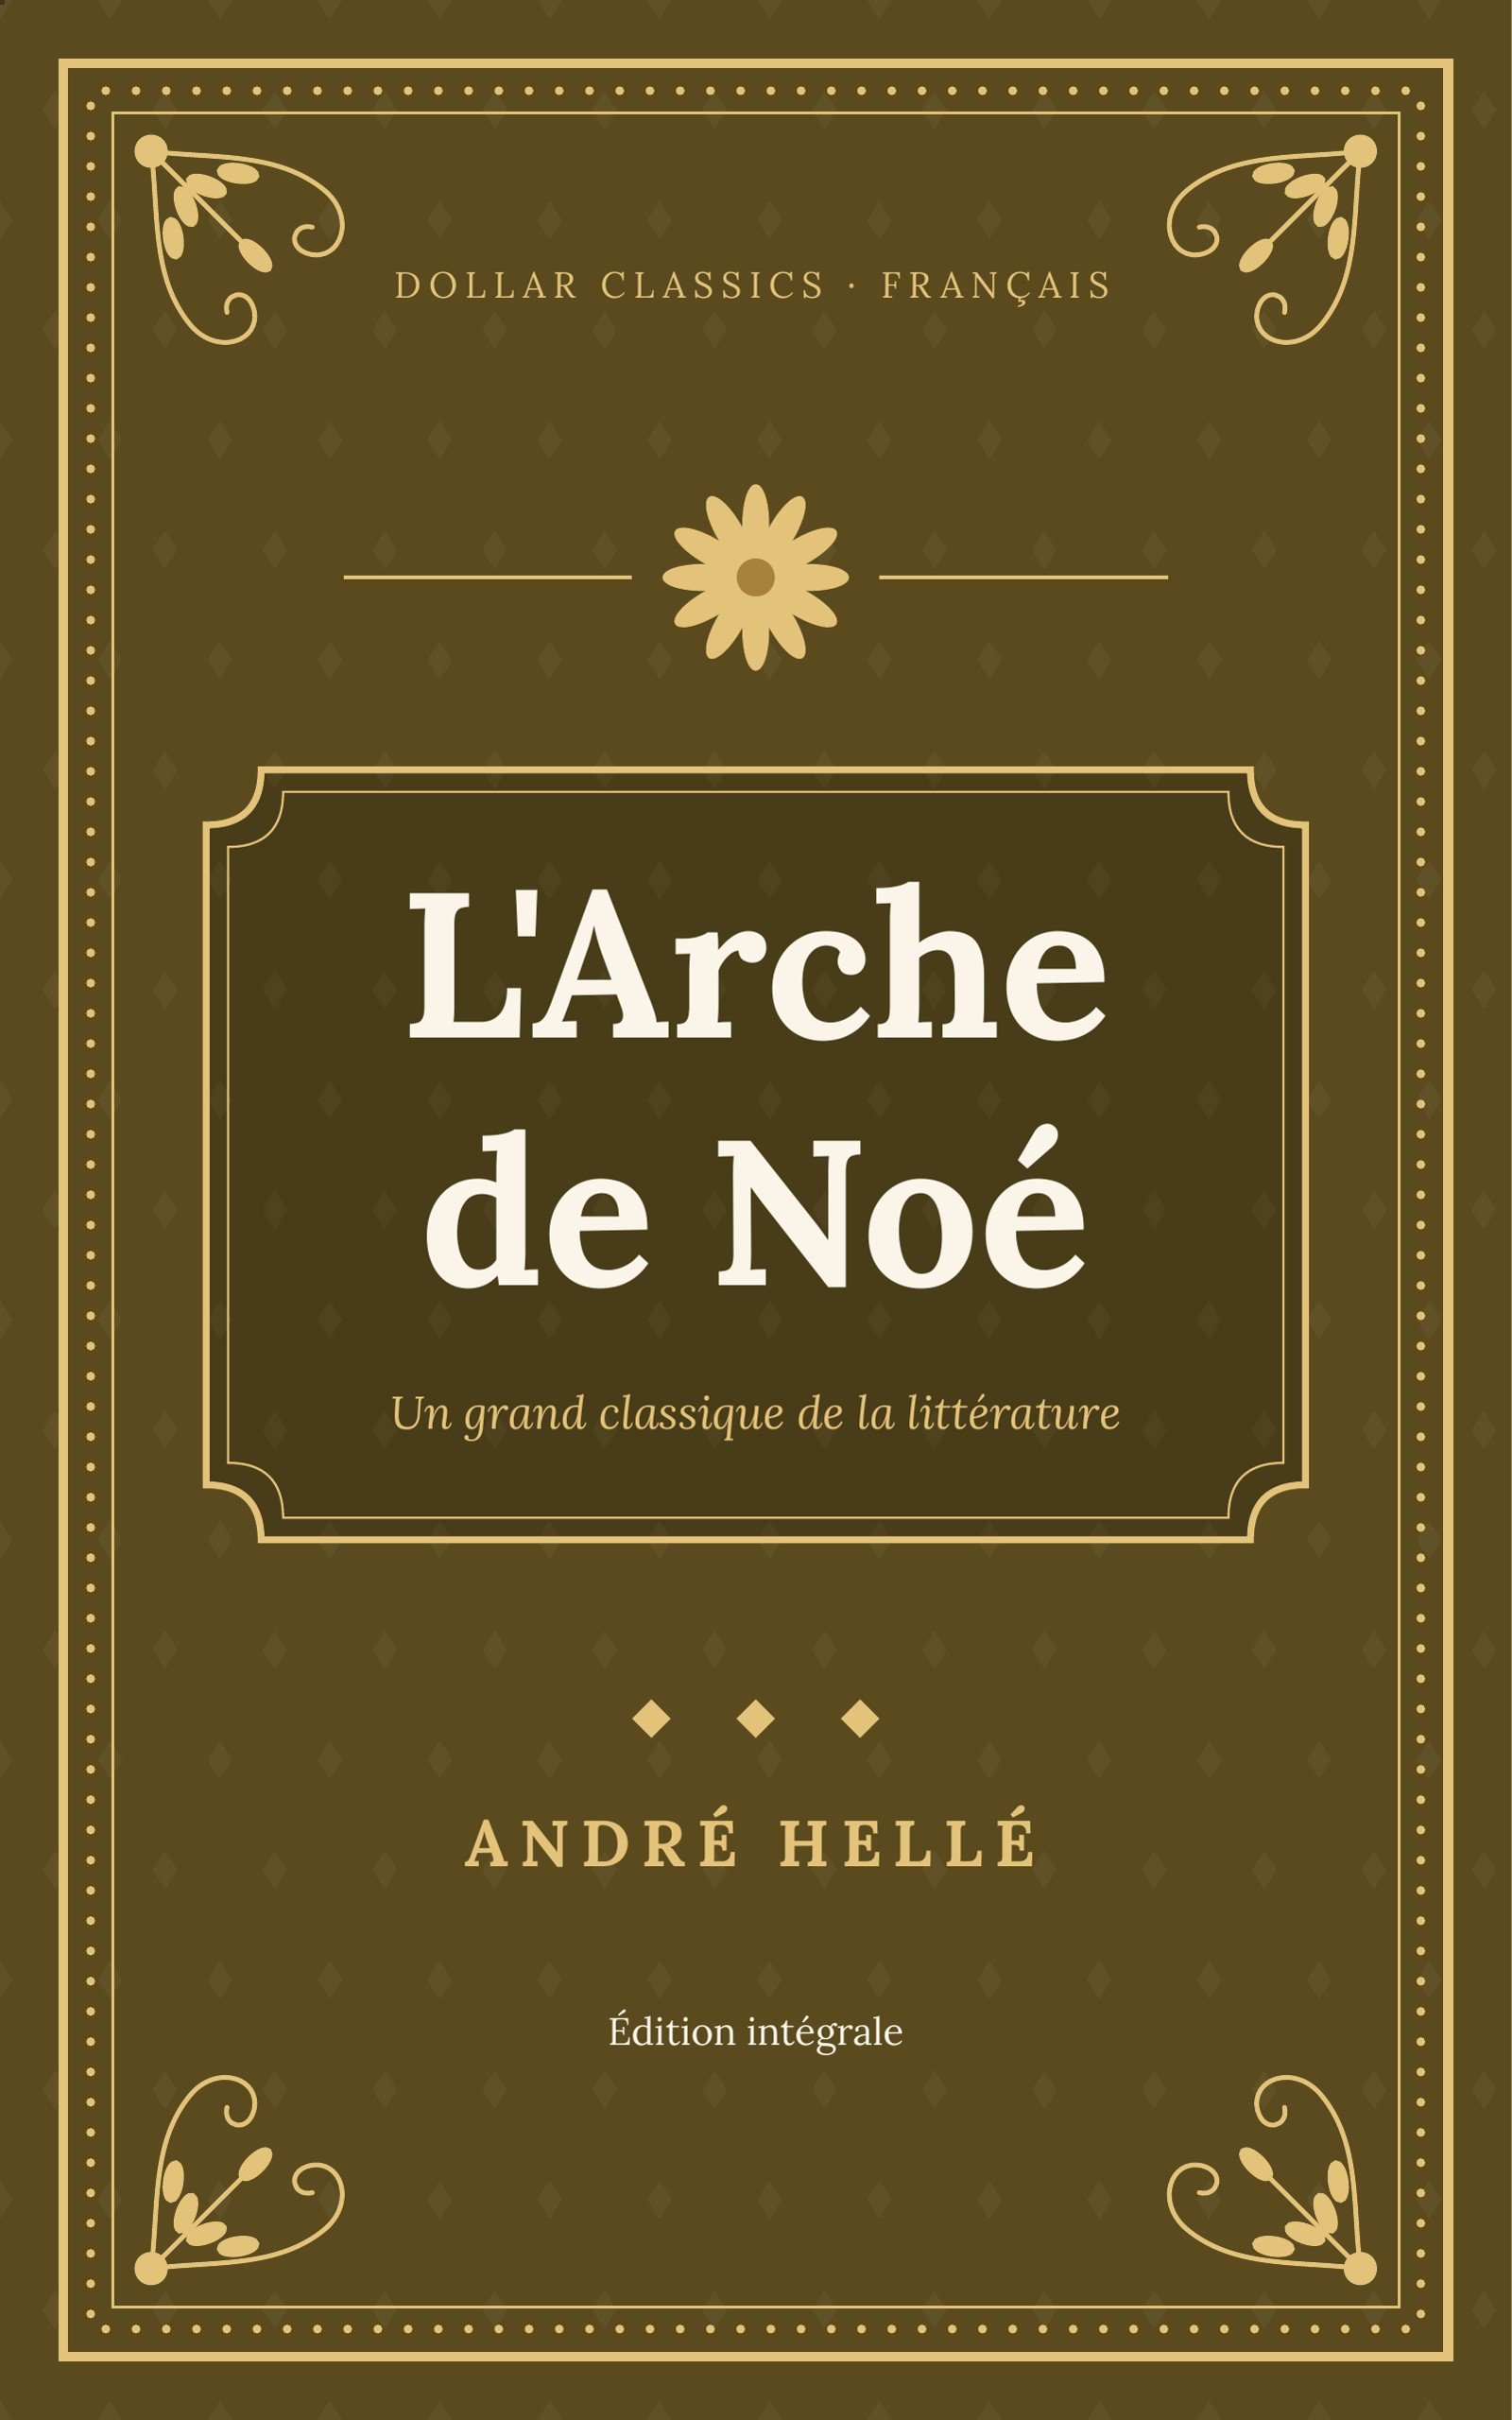 DOLLAR CLASSICS · FRANÇAIS
L'Arche
de Noé
Un grand classique de la littérature
ANDRÉ HELLÉ
Édition intégrale